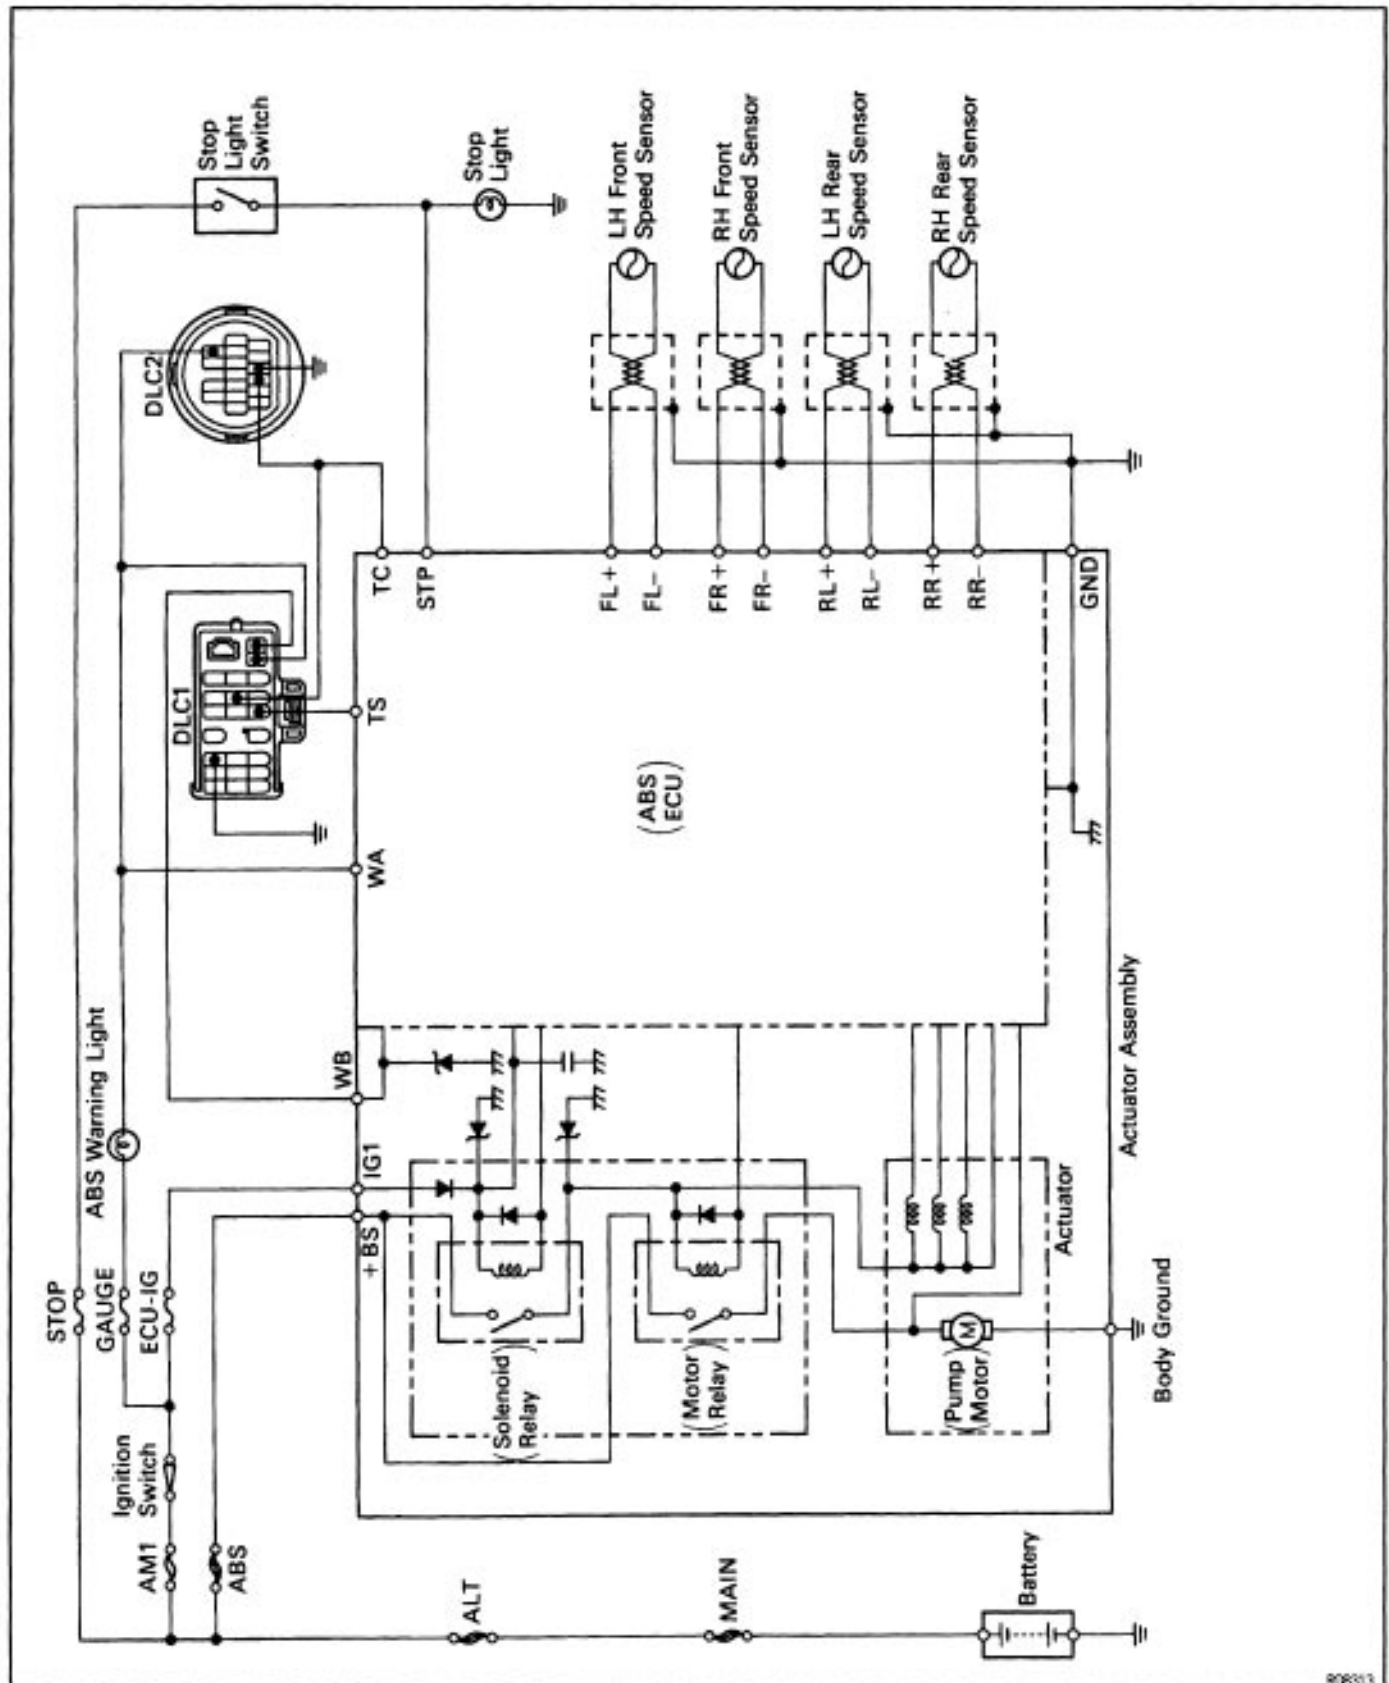 Stop
Light
Switch
Stop
Light
LH Front
Speed Sensor
RH Front
Speed Sensor
LH Rear
Speed Sensor
RH Rear
Speed Sensor
DLC2
DLC1
TC
STP
FL+
FL−
FR+
FR−
RL+
RL−
RR+
RR−
GND
TS
WA
(ABS
ECU)
ABS Warning Light
WB
IG1
+BS
STOP
GAUGE
ECU-IG
Actuator Assembly
Actuator
Body Ground
(Solenoid
Relay)
(Motor
Relay)
(Pump
Motor)
M
Ignition
Switch
AM1
ABS
ALT
MAIN
Battery
R08313